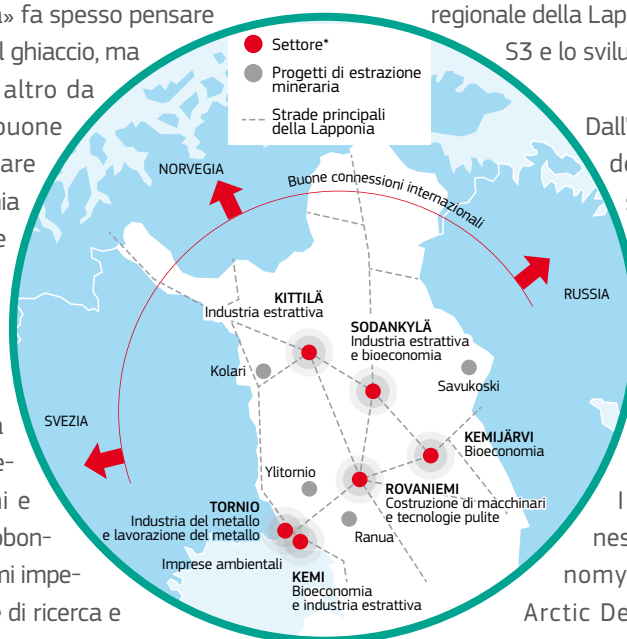 » fa spesso pensare
l ghiaccio, ma
altro da
buone
are
e
SVEZIA
e-
i e
bon-
mi impe-
e di ricerca e
Settore*
Progetti di estrazione
mineraria
Strade principali
della Lapponia
NORVEGIA
Buone connessioni internazionali
RUSSIA
KITTILÄ
Industria estrattiva
SODANKYLÄ
Industria estrattiva
e bioeconomia
Kolari
Savukoski
KEMIJÄRVI
Bioeconomia
Ylitornio
ROVANIEMI
Costruzione di macchinari
e tecnologie pulite
TORNIO
Industria del metallo
e lavorazione del metallo
Ranua
Imprese ambientali
KEMI
Bioeconomia
e industria estrattiva
regionale della Lap
S3 e lo svilu
Dall'
de
I
nes
nomy
Arctic De